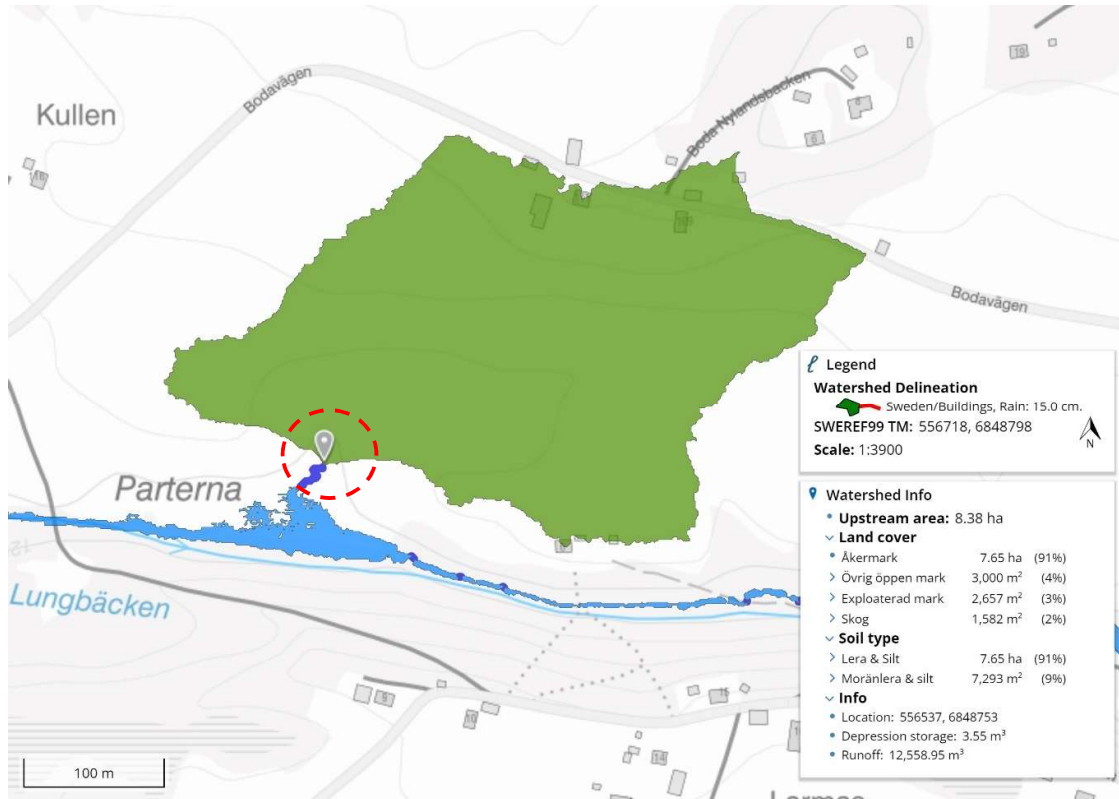 Kullen
Bodavägen
Boda Nylandsbacken
Bodavägen
Parterna
Lungbäcken
100 m
Legend
Watershed Delineation
Sweden/Buildings, Rain: 15.0 cm.
SWEREF99 TM: 556718, 6848798
Scale: 1:3900
N
Watershed Info
Upstream area: 8.38 ha
Land cover
Åkermark 7.65 ha (91%)
Övrig öppen mark 3,000 m² (4%)
Exploaterad mark 2,657 m² (3%)
Skog 1,582 m² (2%)
Soil type
Lera & Silt 7.65 ha (91%)
Moränlera & silt 7,293 m² (9%)
Info
Location: 556537, 6848753
Depression storage: 3.55 m³
Runoff: 12,558.95 m³